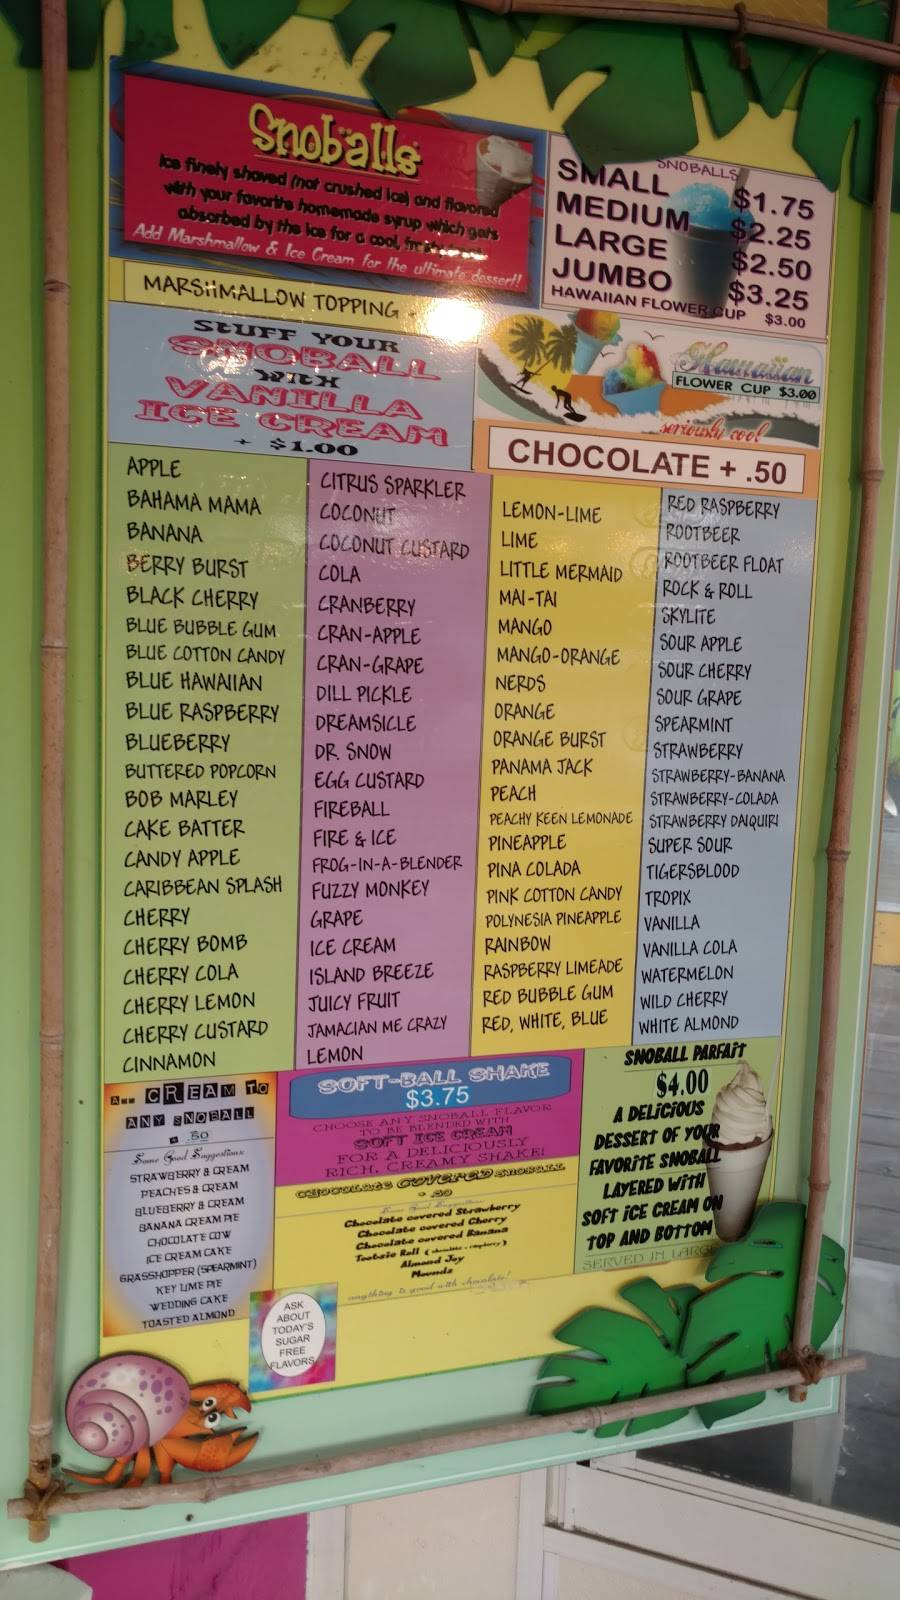 Snoballs
Ice finely shaved (not crushed ice) and flavored
with your favorite homemade syrup which gets
absorbed by the ice for a cool,
Add Marshmallow & Ice Cream for the ultimate dessert!
SNOBALLS
SMALL $1.75
MEDIUM $2.25
LARGE $2.50
JUMBO $3.25
HAWAIIAN FLOWER CUP $3.00
MARSHMALLOW TOPPING -
STUFF YOUR
SNOBALL
WITH
VANILLA
ICE CREAM
+ $1.00
Hawaiian
FLOWER CUP $3.00
seriously cool
CHOCOLATE + .50
APPLE
BAHAMA MAMA
BANANA
BERRY BURST
BLACK CHERRY
BLUE BUBBLE GUM
BLUE COTTON CANDY
BLUE HAWAIIAN
BLUE RASPBERRY
BLUEBERRY
BUTTERED POPCORN
BOB MARLEY
CAKE BATTER
CANDY APPLE
CARIBBEAN SPLASH
CHERRY
CHERRY BOMB
CHERRY COLA
CHERRY LEMON
CHERRY CUSTARD
CINNAMON
CITRUS SPARKLER
COCONUT
COCONUT CUSTARD
COLA
CRANBERRY
CRAN-APPLE
CRAN-GRAPE
DILL PICKLE
DREAMSICLE
DR. SNOW
EGG CUSTARD
FIREBALL
FIRE & ICE
FROG-IN-A-BLENDER
FUZZY MONKEY
GRAPE
ICE CREAM
ISLAND BREEZE
JUICY FRUIT
JAMACIAN ME CRAZY
LEMON
LEMON-LIME
LIME
LITTLE MERMAID
MAI-TAI
MANGO
MANGO-ORANGE
NERDS
ORANGE
ORANGE BURST
PANAMA JACK
PEACH
PEACHY KEEN LEMONADE
PINEAPPLE
PINA COLADA
PINK COTTON CANDY
POLYNESIA PINEAPPLE
RAINBOW
RASPBERRY LIMEADE
RED BUBBLE GUM
RED, WHITE, BLUE
RED RASPBERRY
ROOTBEER
ROOTBEER FLOAT
ROCK & ROLL
SKYLITE
SOUR APPLE
SOUR CHERRY
SOUR GRAPE
SPEARMINT
STRAWBERRY
STRAWBERRY-BANANA
STRAWBERRY-COLADA
STRAWBERRY DAIQUIRI
SUPER SOUR
TIGERSBLOOD
TROPIX
VANILLA
VANILLA COLA
WATERMELON
WILD CHERRY
WHITE ALMOND
CREAM TO
ANY SNOBALL
+ .50
Some Good Suggestions:
STRAWBERRY & CREAM
PEACHES & CREAM
BLUEBERRY & CREAM
BANANA CREAM PIE
CHOCOLATE COW
ICE CREAM CAKE
GRASSHOPPER (SPEARMINT)
KEY LIME PIE
WEDDING CAKE
TOASTED ALMOND
SOFT-BALL SHAKE
$3.75
CHOOSE ANY SNOBALL FLAVOR
TO BE BLENDED WITH
SOFT ICE CREAM
FOR A DELICIOUSLY
RICH, CREAMY SHAKE!
CHOCOLATE COVERED SNOBALL
+ .50
Some Good Suggestions:
Chocolate covered Strawberry
Chocolate covered Cherry
Chocolate covered Banana
Tootsie Roll (chocolate + raspberry)
Almond Joy
Mounds
anything is good with chocolate!
SNOBALL PARFAIT
$4.00
A DELICIOUS
DESSERT OF YOUR
FAVORITE SNOBALL
LAYERED WITH
SOFT ICE CREAM ON
TOP AND BOTTOM
SERVED IN LARGE
ASK
ABOUT
TODAY'S
SUGAR
FREE
FLAVORS